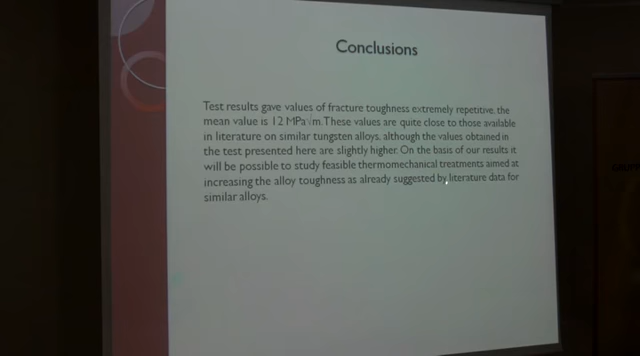 Conclusions
Test results gave values of fracture toughness extremely repetitive, the
mean value is 12 MPa√m. These values are quite close to those available
in literature on similar tungsten alloys, although the values obtained in
the test presented here are slightly higher. On the basis of our results it
will be possible to study feasible thermomechanical treatments aimed at
increasing the alloy toughness as already suggested by literature data for
similar alloys.